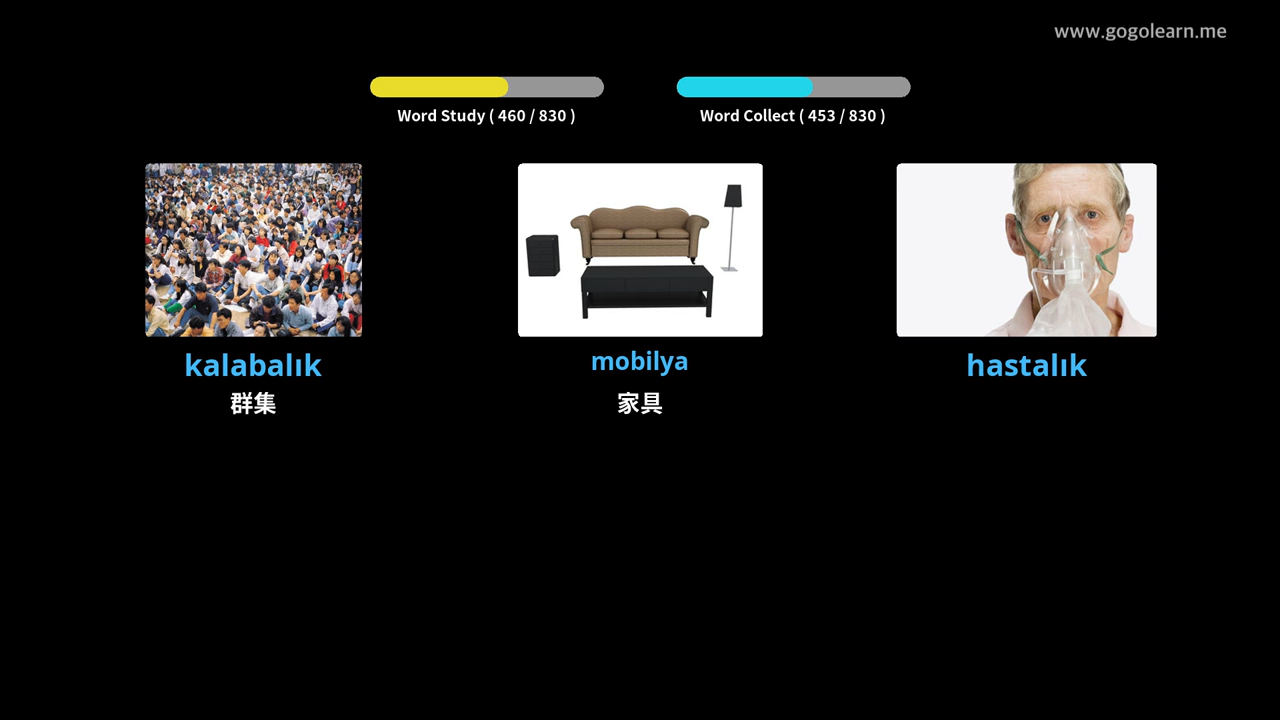 www.gogolearn.me
Word Study ( 460 / 830 )
Word Collect ( 453 / 830 )
kalabalık
群集
mobilya
家具
hastalık